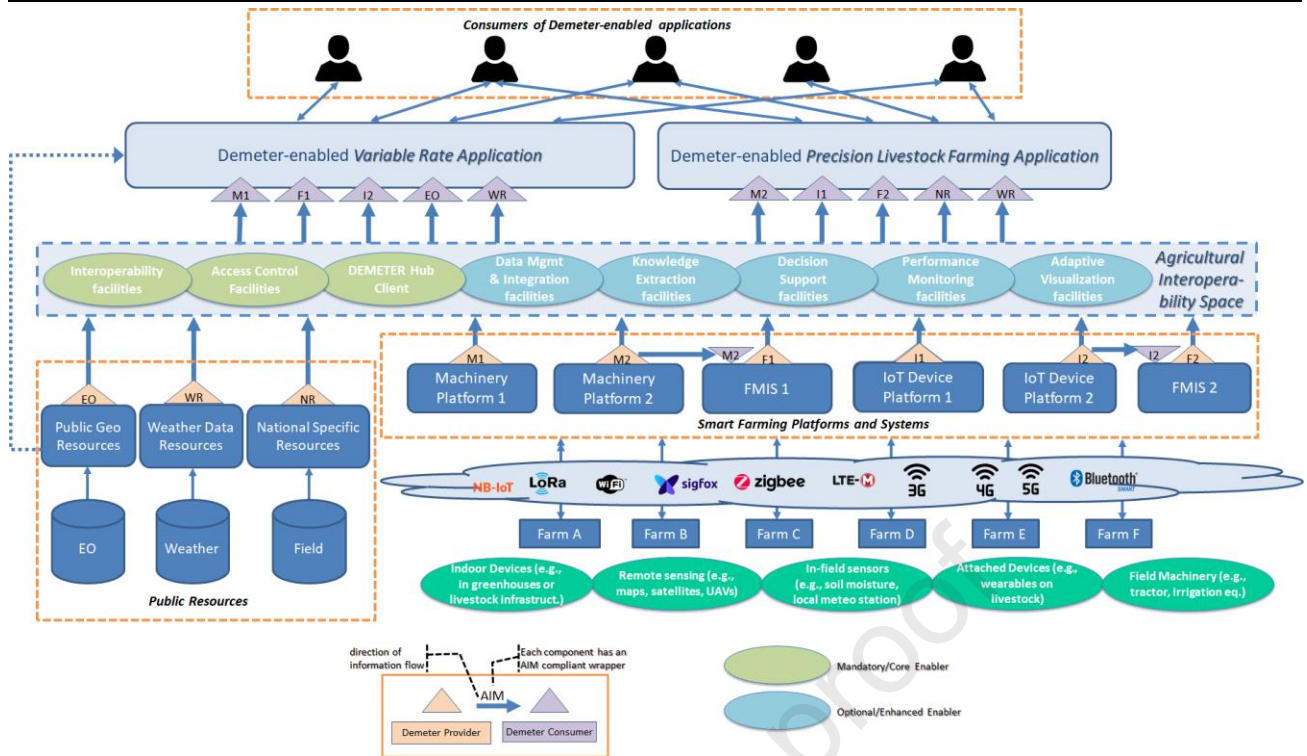 Consumers of Demeter-enabled applications
Demeter-enabled Variable Rate Application
Demeter-enabled Precision Livestock Farming Application
M1
F1
I2
EO
WR
M2
I1
F2
NR
WR
Interoperability
facilities
Access Control
Facilities
DEMETER Hub
Client
Data Mgmt
& Integration
facilities
Knowledge
Extraction
facilities
Decision
Support
facilities
Performance
Monitoring
facilities
Adaptive
Visualization
facilities
Agricultural
Interopera-
bility Space
EO
WR
NR
Public Geo
Resources
Weather Data
Resources
National Specific
Resources
EO
Weather
Field
Public Resources
M1
M2
M2
F1
I1
I2
I2
F2
Machinery
Platform 1
Machinery
Platform 2
FMIS 1
IoT Device
Platform 1
IoT Device
Platform 2
FMIS 2
Smart Farming Platforms and Systems
NB-IoT
LoRa
WiFi
sigfox
zigbee
LTE-M
3G
4G
5G
Bluetooth
SMART
Farm A
Farm B
Farm C
Farm D
Farm E
Farm F
Indoor Devices (e.g.,
in greenhouses or
livestock infrastruct.)
Remote sensing (e.g.,
maps, satellites, UAVs)
In-field sensors
(e.g., soil moisture,
local meteo station)
Attached Devices (e.g.,
wearables on
livestock)
Field Machinery (e.g.,
tractor, irrigation eq.)
direction of
information flow
Each component has an
AIM compliant wrapper
AIM
Demeter Provider
Demeter Consumer
Mandatory/Core Enabler
Optional/Enhanced Enabler
proof